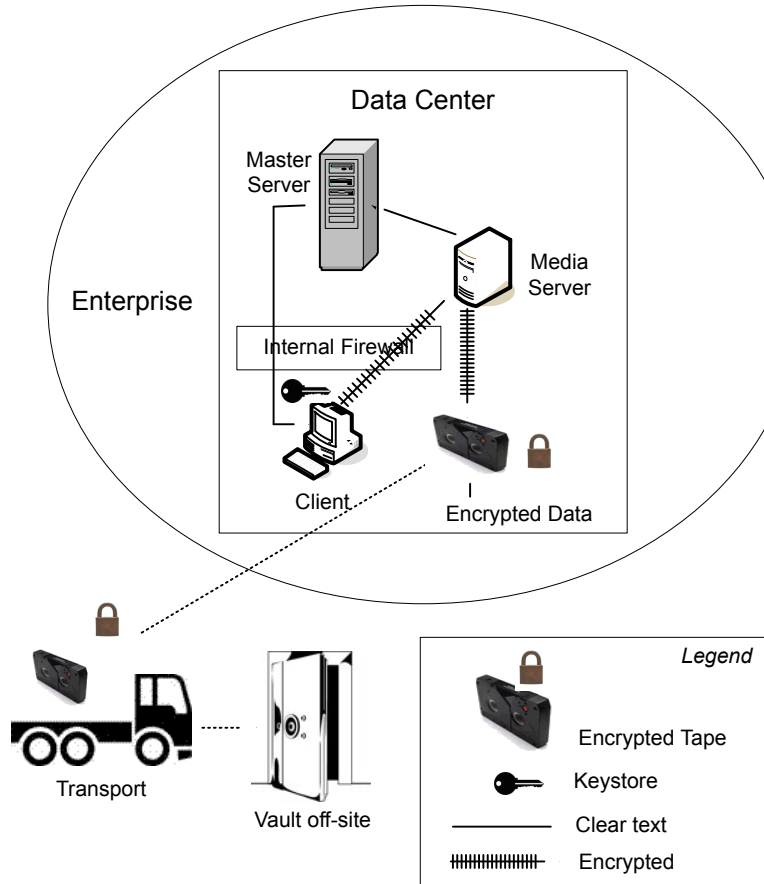 Data Center
Master
Server
Media
Server
Enterprise
Internal Firewall
Client
Encrypted Data
Transport
Vault off-site
Legend
Encrypted Tape
Keystore
Clear text
Encrypted